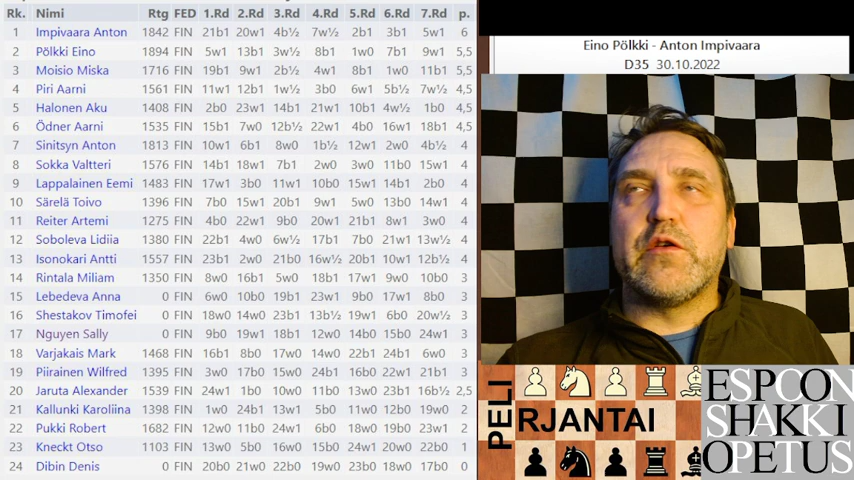 Rk. Nimi Rtg FED 1.Rd 2.Rd 3.Rd 4.Rd 5.Rd 6.Rd 7.Rd p.
1 Impivaara Anton 1842 FIN 21b1 20w1 4b½ 7w½ 2b1 3b1 5w1 6
2 Pölkki Eino 1894 FIN 5w1 13b1 3w½ 8b1 1w0 7b1 9w1 5,5
3 Moisio Miska 1716 FIN 19b1 9w1 2b½ 4w1 8b1 1w0 11b1 5,5
4 Piri Aarni 1561 FIN 11w1 12b1 1w½ 3b0 6w1 5b½ 7w½ 4,5
5 Halonen Aku 1408 FIN 2b0 23w1 14b1 21w1 10b1 4w½ 1b0 4,5
6 Ödner Aarni 1535 FIN 15b1 7w0 12b½ 22w1 4b0 16w1 18b1 4,5
7 Sinitsyn Anton 1813 FIN 10w1 6b1 8w0 1b½ 12w1 2w0 4b½ 4
8 Sokka Valtteri 1576 FIN 14b1 18w1 7b1 2w0 3w0 11b0 15w1 4
9 Lappalainen Eemi 1483 FIN 17w1 3b0 11w1 10b0 15w1 14b1 2b0 4
10 Särelä Toivo 1396 FIN 7b0 15w1 20b1 9w1 5w0 13b0 14w1 4
11 Reiter Artemi 1275 FIN 4b0 22w1 9b0 20w1 21b1 8w1 3w0 4
12 Soboleva Lidiia 1380 FIN 22b1 4w0 6w½ 17b1 7b0 21w1 13w½ 4
13 Isonokari Antti 1557 FIN 23b1 2w0 21b0 16w½ 20b1 10w1 12b½ 4
14 Rintala Miliam 1350 FIN 8w0 16b1 5w0 18b1 17w1 9w0 10b0 3
15 Lebedeva Anna 0 FIN 6w0 10b0 19b1 23w1 9b0 17w1 8b0 3
16 Shestakov Timofei 0 FIN 18w0 14w0 23b1 13b½ 19w1 6b0 20w½ 3
17 Nguyen Sally 0 FIN 9b0 19w1 18b1 12w0 14b0 15b0 24w1 3
18 Varjakais Mark 1468 FIN 16b1 8b0 17w0 14w0 22b1 24b1 6w0 3
19 Piirainen Wilfred 1395 FIN 3w0 17b0 15w0 24b1 16b0 22w1 21b1 3
20 Jaruta Alexander 1539 FIN 24w1 1b0 10w0 11b0 13w0 23b1 16b½ 2,5
21 Kallunki Karoliina 1398 FIN 1w0 24b1 13w1 5b0 11w0 12b0 19w0 2
22 Pukki Robert 1682 FIN 12w0 11b0 24w1 6b0 18w0 19b0 23w1 2
23 Kneckt Otso 1103 FIN 13w0 5b0 16w0 15b0 24w1 20w0 22b0 1
24 Dibin Denis 0 FIN 20b0 21w0 22b0 19w0 23b0 18w0 17b0 0
Eino Pölkki - Anton Impivaara
D35 30.10.2022
PELI
RJANTAI
ESPOON
SHAKKI
OPETUS